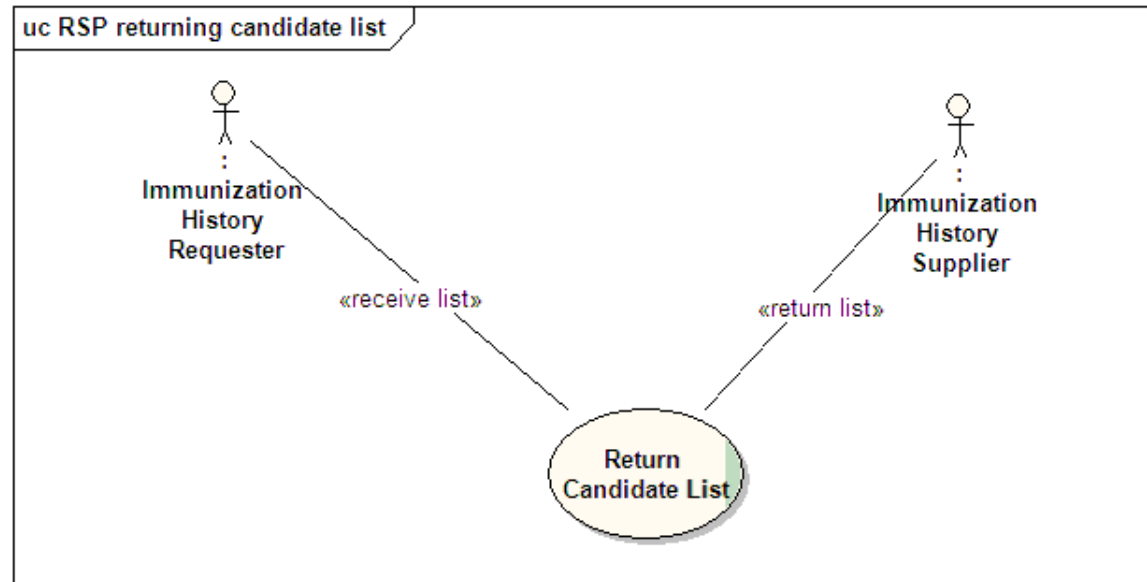 uc RSP returning candidate list
:
Immunization
History
Requester
:
Immunization
History
Supplier
«receive list»
«return list»
Return
Candidate List